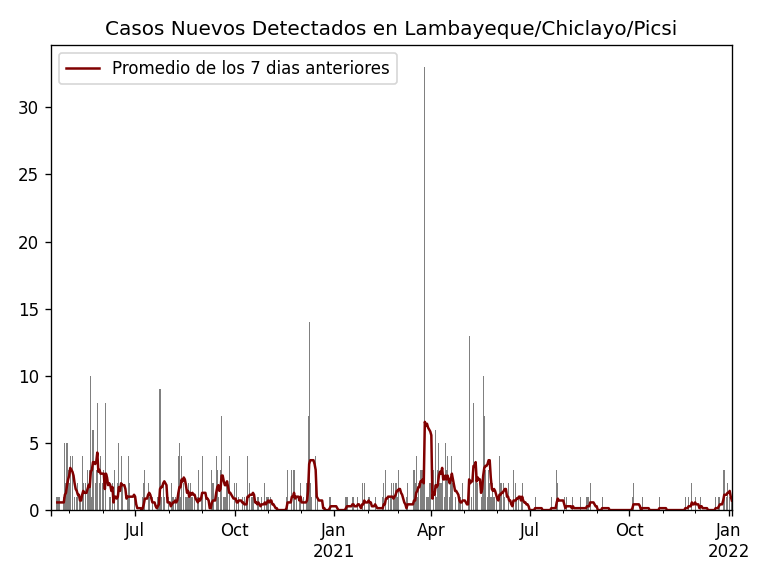 Casos Nuevos Detectados en Lambayeque/Chiclayo/Picsi
Promedio de los 7 dias anteriores
30
25
20
15
10
5
0
Jul Oct Jan Apr Jul Oct Jan
2021 2022